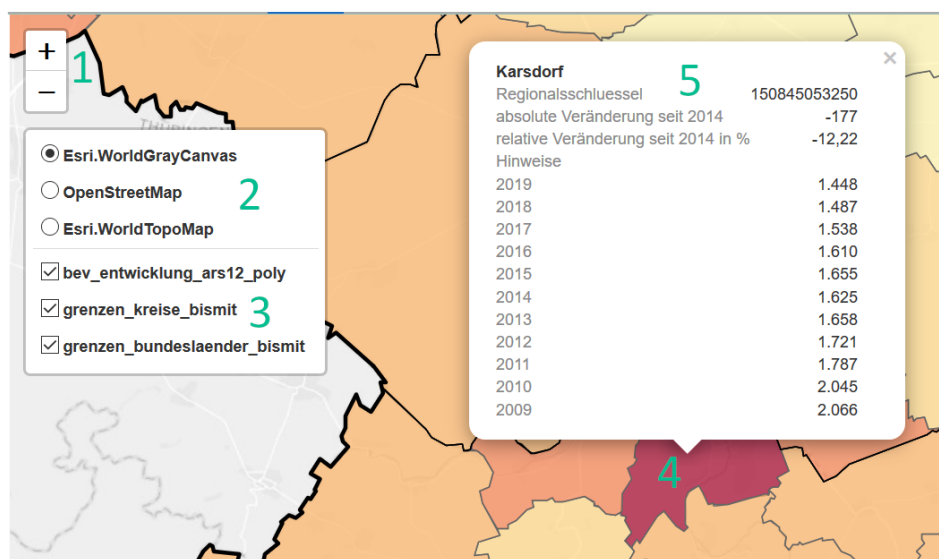 +
1
−
THÜRINGEN
Esri.WorldGrayCanvas
OpenStreetMap
2
Esri.WorldTopoMap
bev_entwicklung_ars12_poly
grenzen_kreise_bismit
3
grenzen_bundeslaender_bismit
×
Karsdorf
5
Regionalsschluessel 150845053250
absolute Veränderung seit 2014 -177
relative Veränderung seit 2014 in % -12,22
Hinweise
2019 1.448
2018 1.487
2017 1.538
2016 1.610
2015 1.655
2014 1.625
2013 1.658
2012 1.721
2011 1.787
2010 2.045
2009 2.066
4